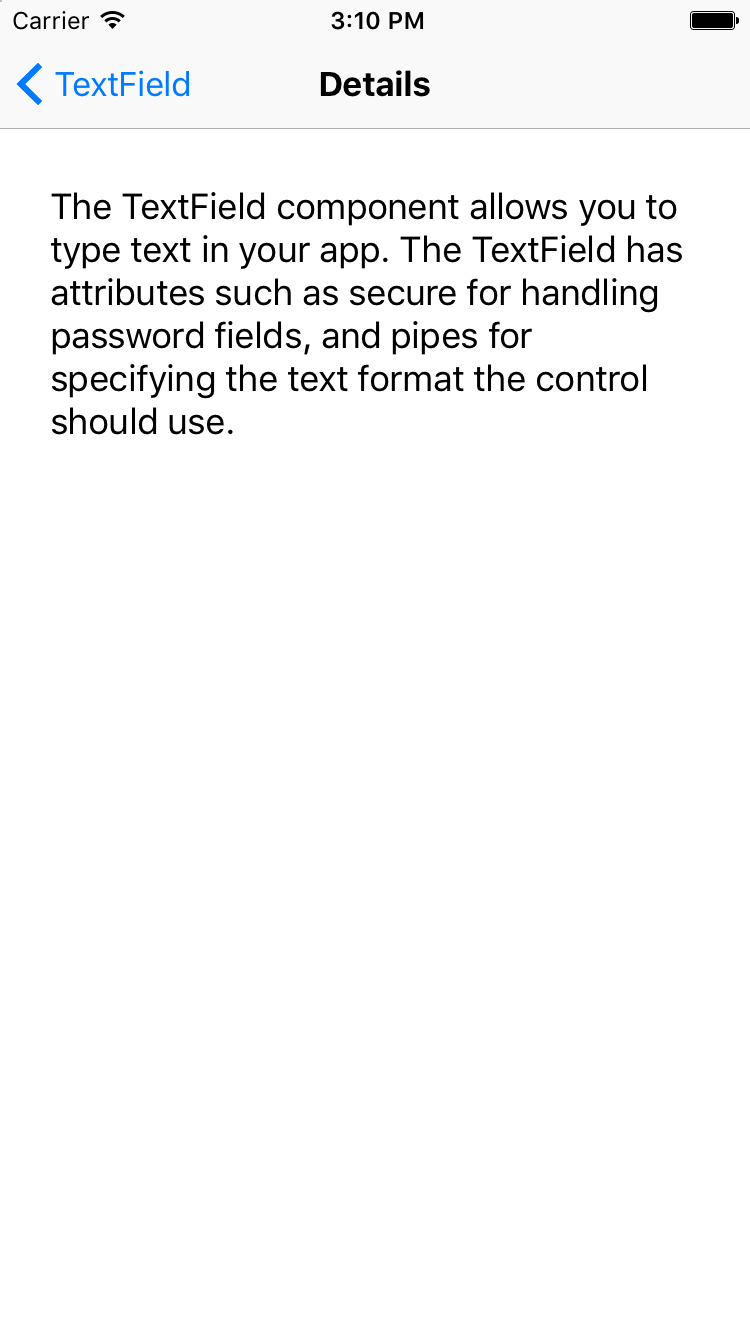 Carrier 3:10 PM
TextField Details
The TextField component allows you to
type text in your app. The TextField has
attributes such as secure for handling
password fields, and pipes for
specifying the text format the control
should use.